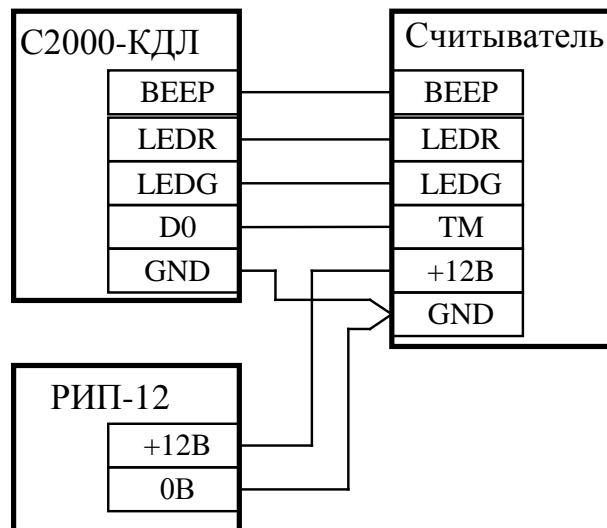 С2000-КДЛ
BEEP
LEDR
LEDG
D0
GND
Считыватель
BEEP
LEDR
LEDG
TM
+12В
GND
РИП-12
+12В
0В